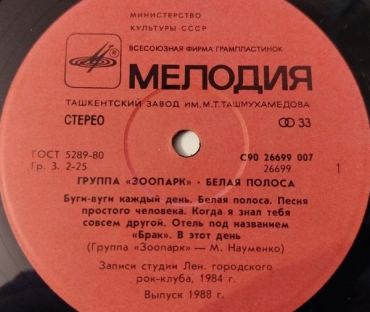 МИНИСТЕРСТВО
КУЛЬТУРЫ СССР
ВСЕСОЮЗНАЯ ФИРМА ГРАМПЛАСТИНОК
МЕЛОДИЯ
ТАШКЕНТСКИЙ ЗАВОД ИМ. М.Т. ТАШМУХАМЕДОВА
СТЕРЕО 33
ГОСТ 5289-80 С90 26699 007
Гр. 3. 2-25 26699 1
ГРУППА «ЗООПАРК» · БЕЛАЯ ПОЛОСА
Буги-вуги каждый день. Белая полоса. Песня
простого человека. Когда я знал тебя
совсем другой. Отель под названием
«Брак». В этот день
(Группа «Зоопарк» — М. Науменко)
Записи студии Лен. городского
рок-клуба, 1984 г.
Выпуск 1988 г.